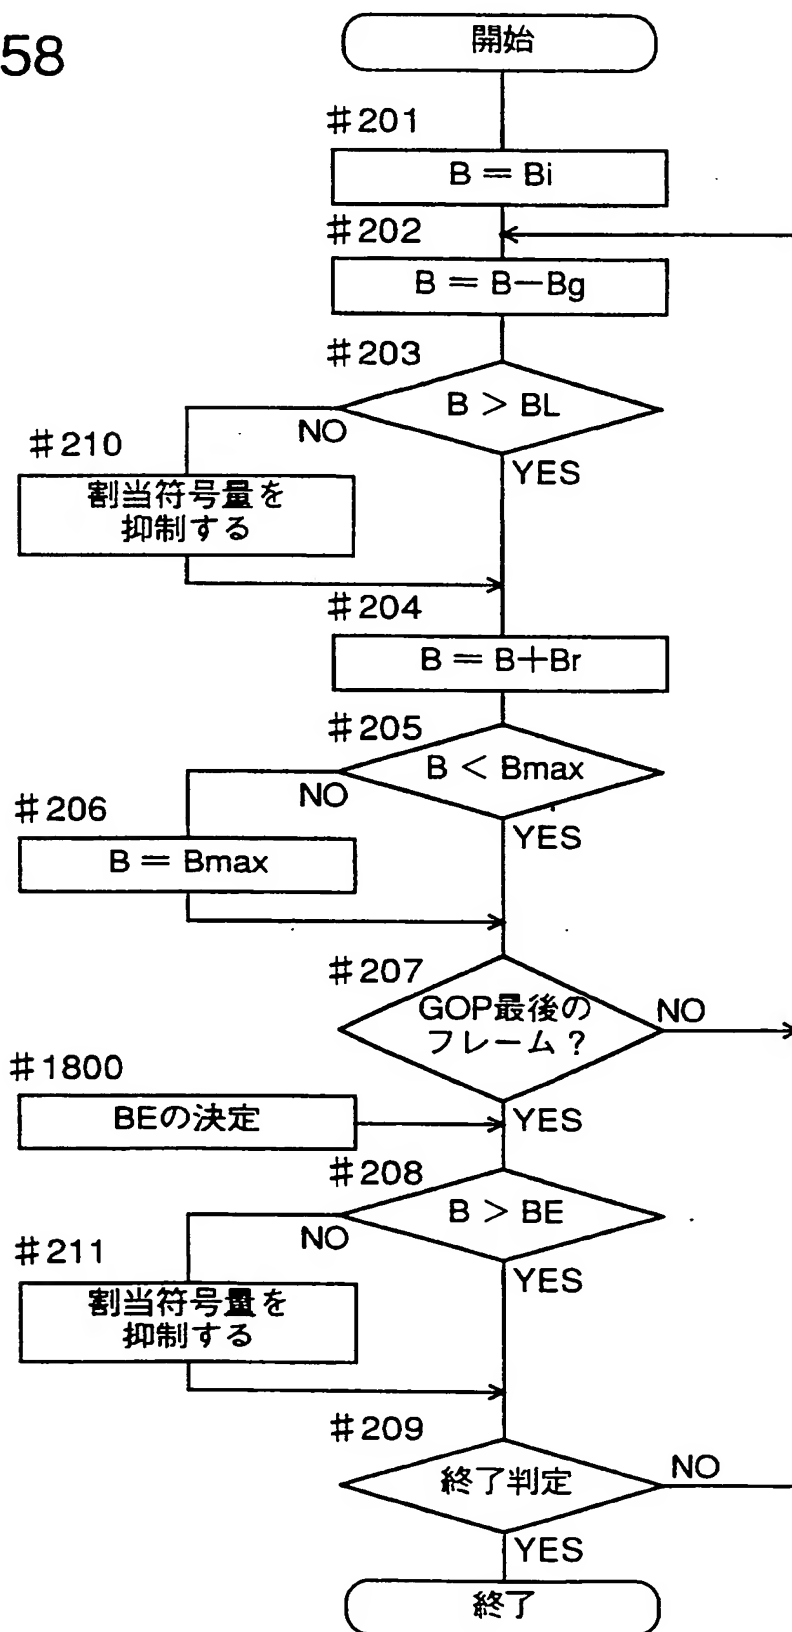 58
開始
#201
B = Bi
#202
B = B−Bg
#203
B > BL
NO
YES
#210
割当符号量を
抑制する
#204
B = B+Br
#205
B < Bmax
NO
YES
#206
B = Bmax
#207
GOP最後の
フレーム?
NO
YES
#1800
BEの決定
#208
B > BE
NO
YES
#211
割当符号量を
抑制する
#209
終了判定
NO
YES
終了